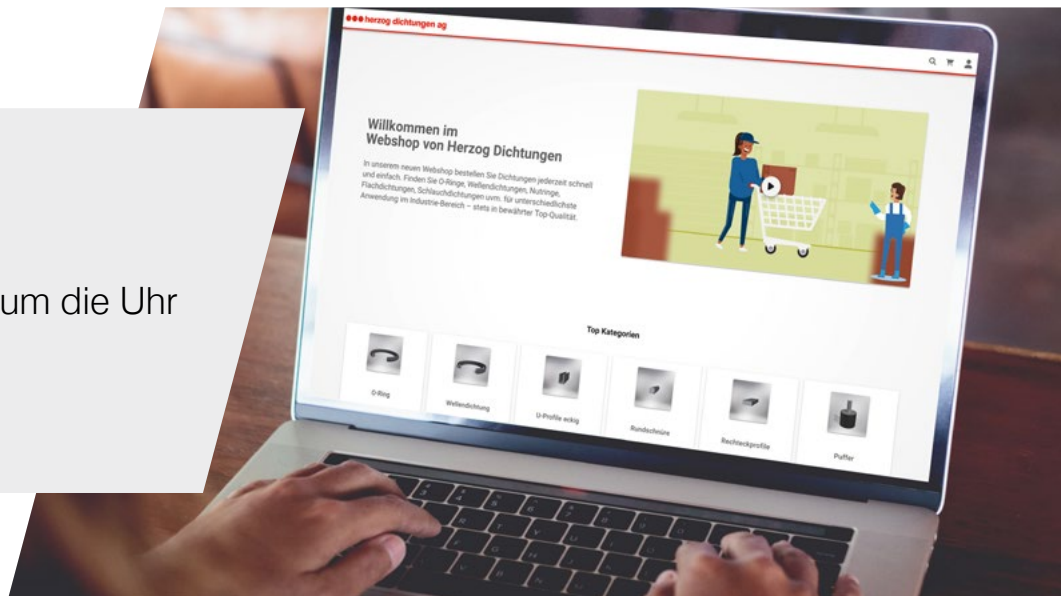 herzog dichtungen ag
Willkommen im
Webshop von Herzog Dichtungen
In unserem neuen Webshop bestellen Sie Dichtungen jederzeit schnell
und einfach. Finden Sie O-Ringe, Wellendichtungen, Nutringe,
Flachdichtungen, Schlauchdichtungen uvm. für unterschiedlichste
Anwendung im Industrie-Bereich – stets in bewährter Top-Qualität.
um die Uhr
Top Kategorien
O-Ring
Wellendichtung
U-Profile eckig
Rundschnüre
Rechteckprofile
Puffer